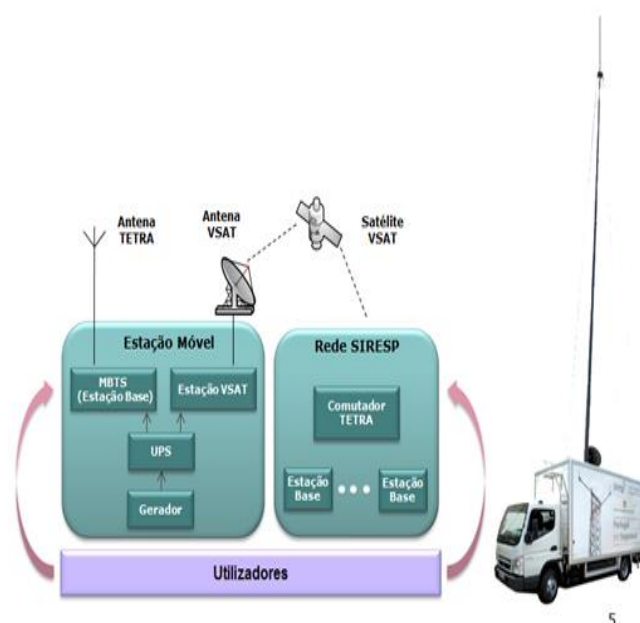 Antena
TETRA
Antena
VSAT
Satélite
VSAT
Estação Móvel
MBTS
(Estação Base)
Estação VSAT
UPS
Gerador
Rede SIRESP
Comutador
TETRA
Estação
Base
Estação
Base
Utilizadores
5